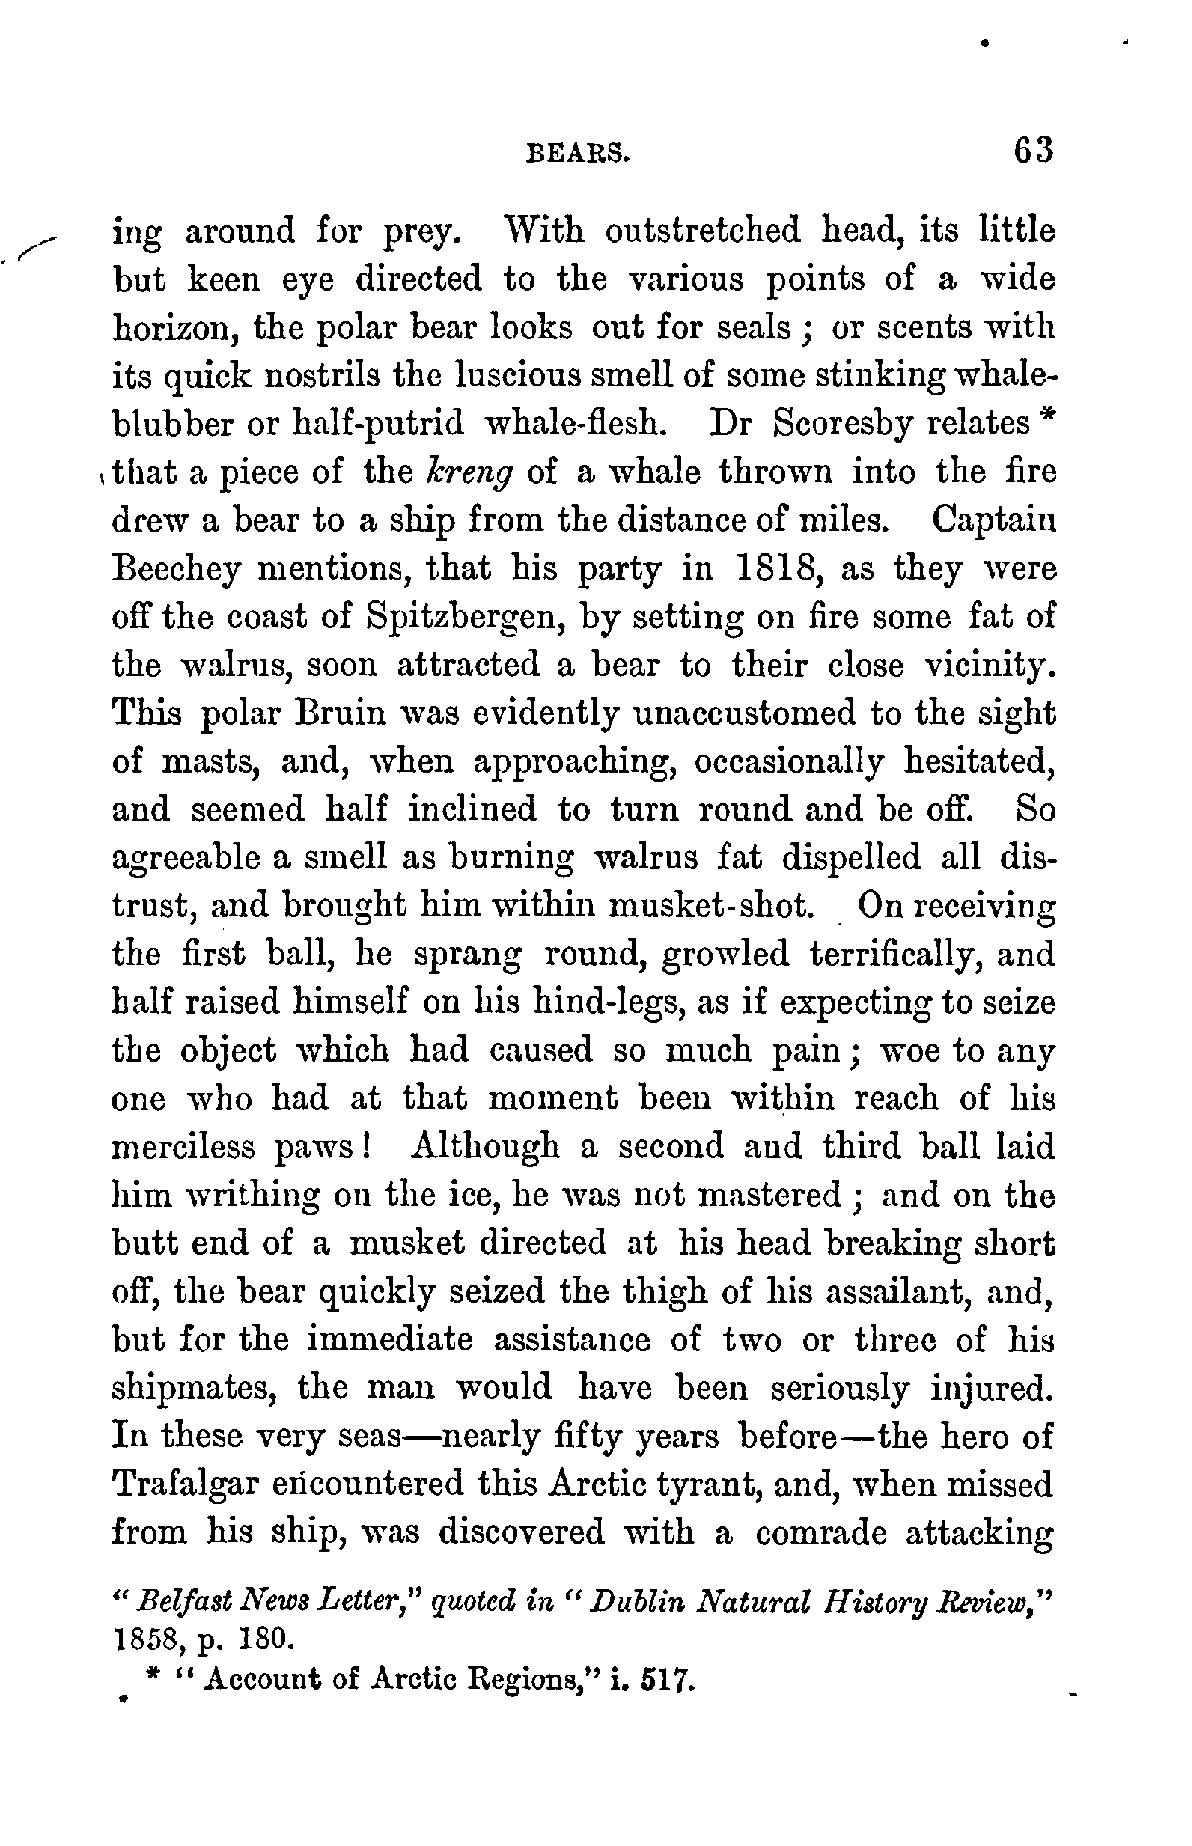 BEARS. 63
ing around for prey. With outstretched head, its little
but keen eye directed to the various points of a wide
horizon, the polar bear looks out for seals ; or scents with
its quick nostrils the luscious smell of some stinking whale-
blubber or half-putrid whale-flesh. Dr Scoresby relates *
that a piece of the kreng of a whale thrown into the fire
drew a bear to a ship from the distance of miles. Captain
Beechey mentions, that his party in 1818, as they were
off the coast of Spitzbergen, by setting on fire some fat of
the walrus, soon attracted a bear to their close vicinity.
This polar Bruin was evidently unaccustomed to the sight
of masts, and, when approaching, occasionally hesitated,
and seemed half inclined to turn round and be off. So
agreeable a smell as burning walrus fat dispelled all dis-
trust, and brought him within musket-shot. On receiving
the first ball, he sprang round, growled terrifically, and
half raised himself on his hind-legs, as if expecting to seize
the object which had caused so much pain ; woe to any
one who had at that moment been within reach of his
merciless paws ! Although a second and third ball laid
him writhing on the ice, he was not mastered ; and on the
butt end of a musket directed at his head breaking short
off, the bear quickly seized the thigh of his assailant, and,
but for the immediate assistance of two or three of his
shipmates, the man would have been seriously injured.
In these very seas—nearly fifty years before—the hero of
Trafalgar encountered this Arctic tyrant, and, when missed
from his ship, was discovered with a comrade attacking
“ Belfast News Letter,” quoted in “ Dublin Natural History Review,”
1858, p. 180.
* “ Account of Arctic Regions,” i. 517.